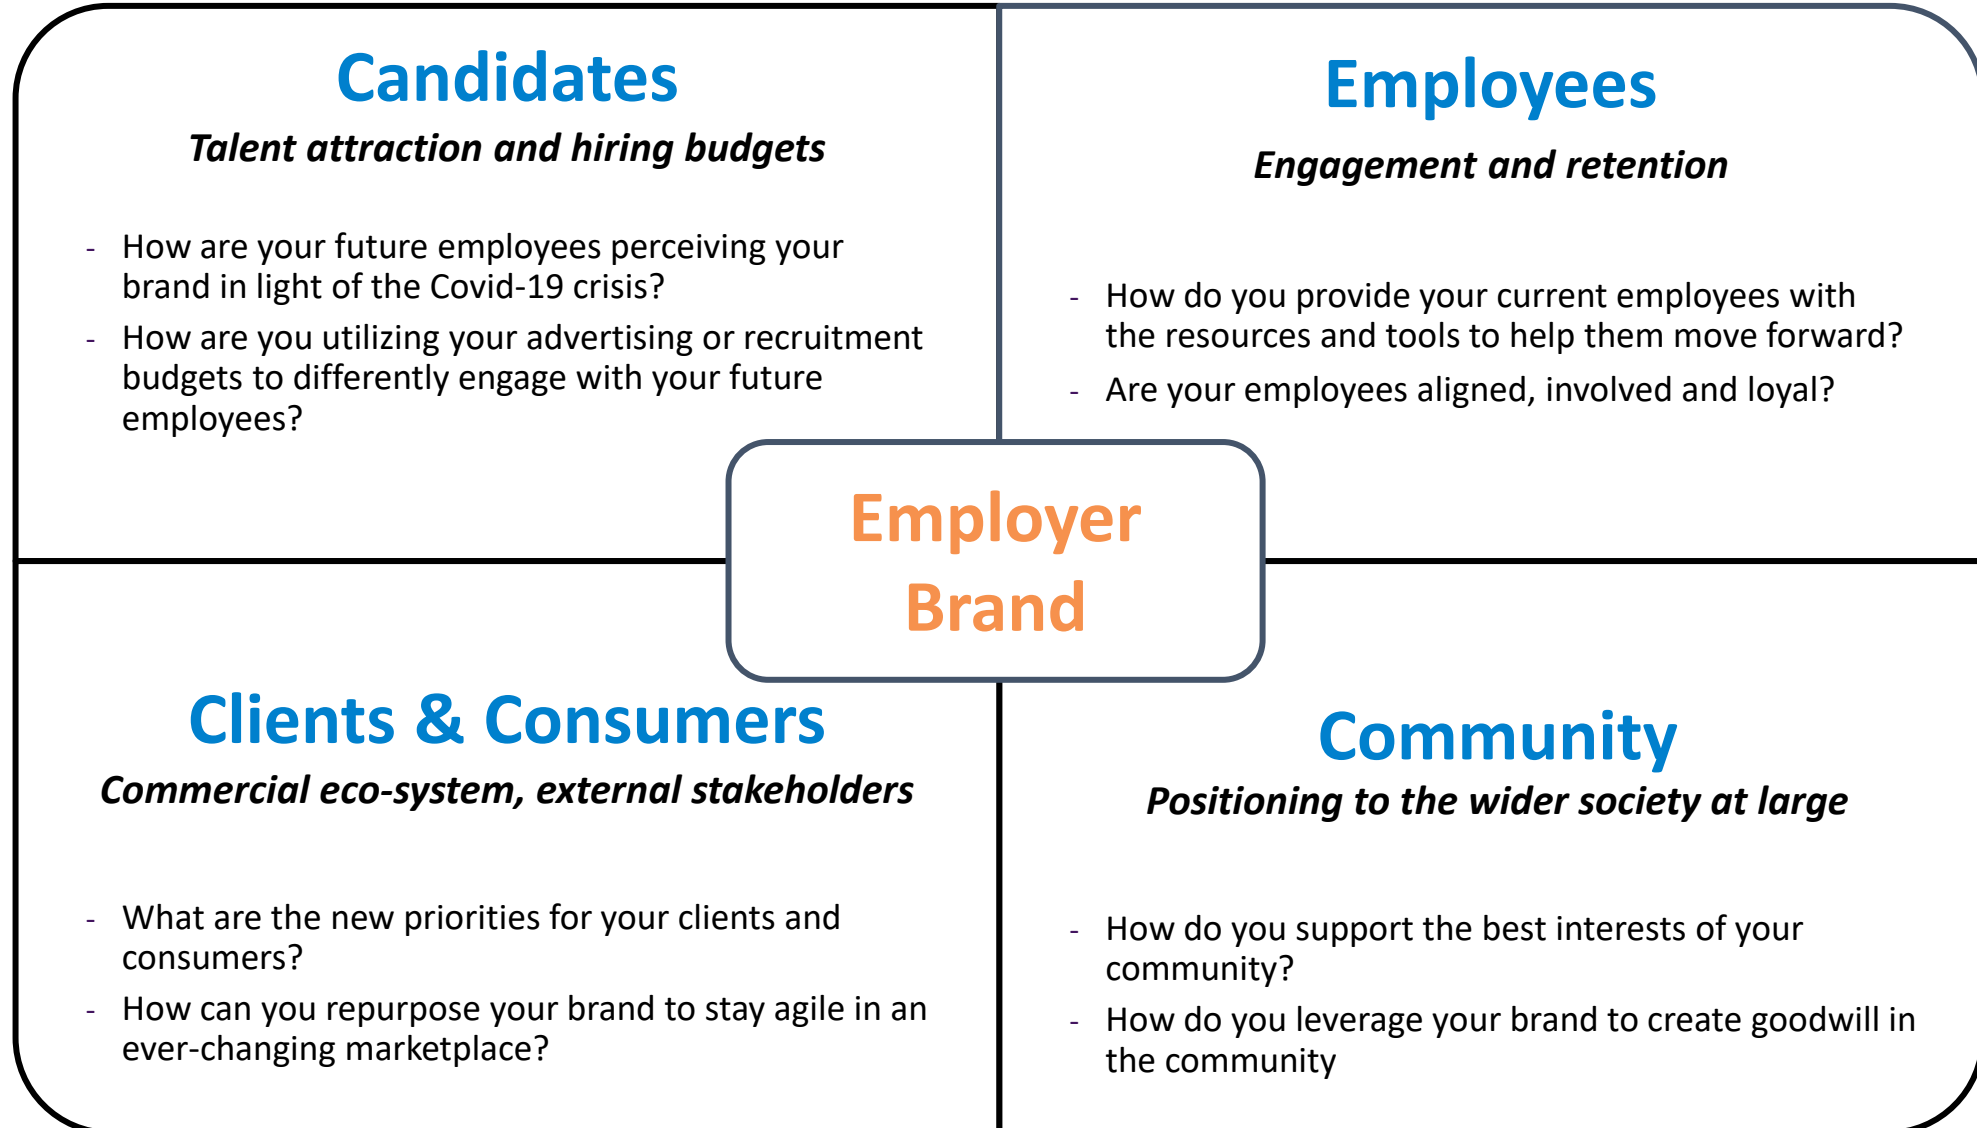 Candidates
Talent attraction and hiring budgets
- How are your future employees perceiving your
brand in light of the Covid-19 crisis?
- How are you utilizing your advertising or recruitment
budgets to differently engage with your future
employees?
Employees
Engagement and retention
- How do you provide your current employees with
the resources and tools to help them move forward?
- Are your employees aligned, involved and loyal?
Employer
Brand
Clients & Consumers
Commercial eco-system, external stakeholders
- What are the new priorities for your clients and
consumers?
- How can you repurpose your brand to stay agile in an
ever-changing marketplace?
Community
Positioning to the wider society at large
- How do you support the best interests of your
community?
- How do you leverage your brand to create goodwill in
the community